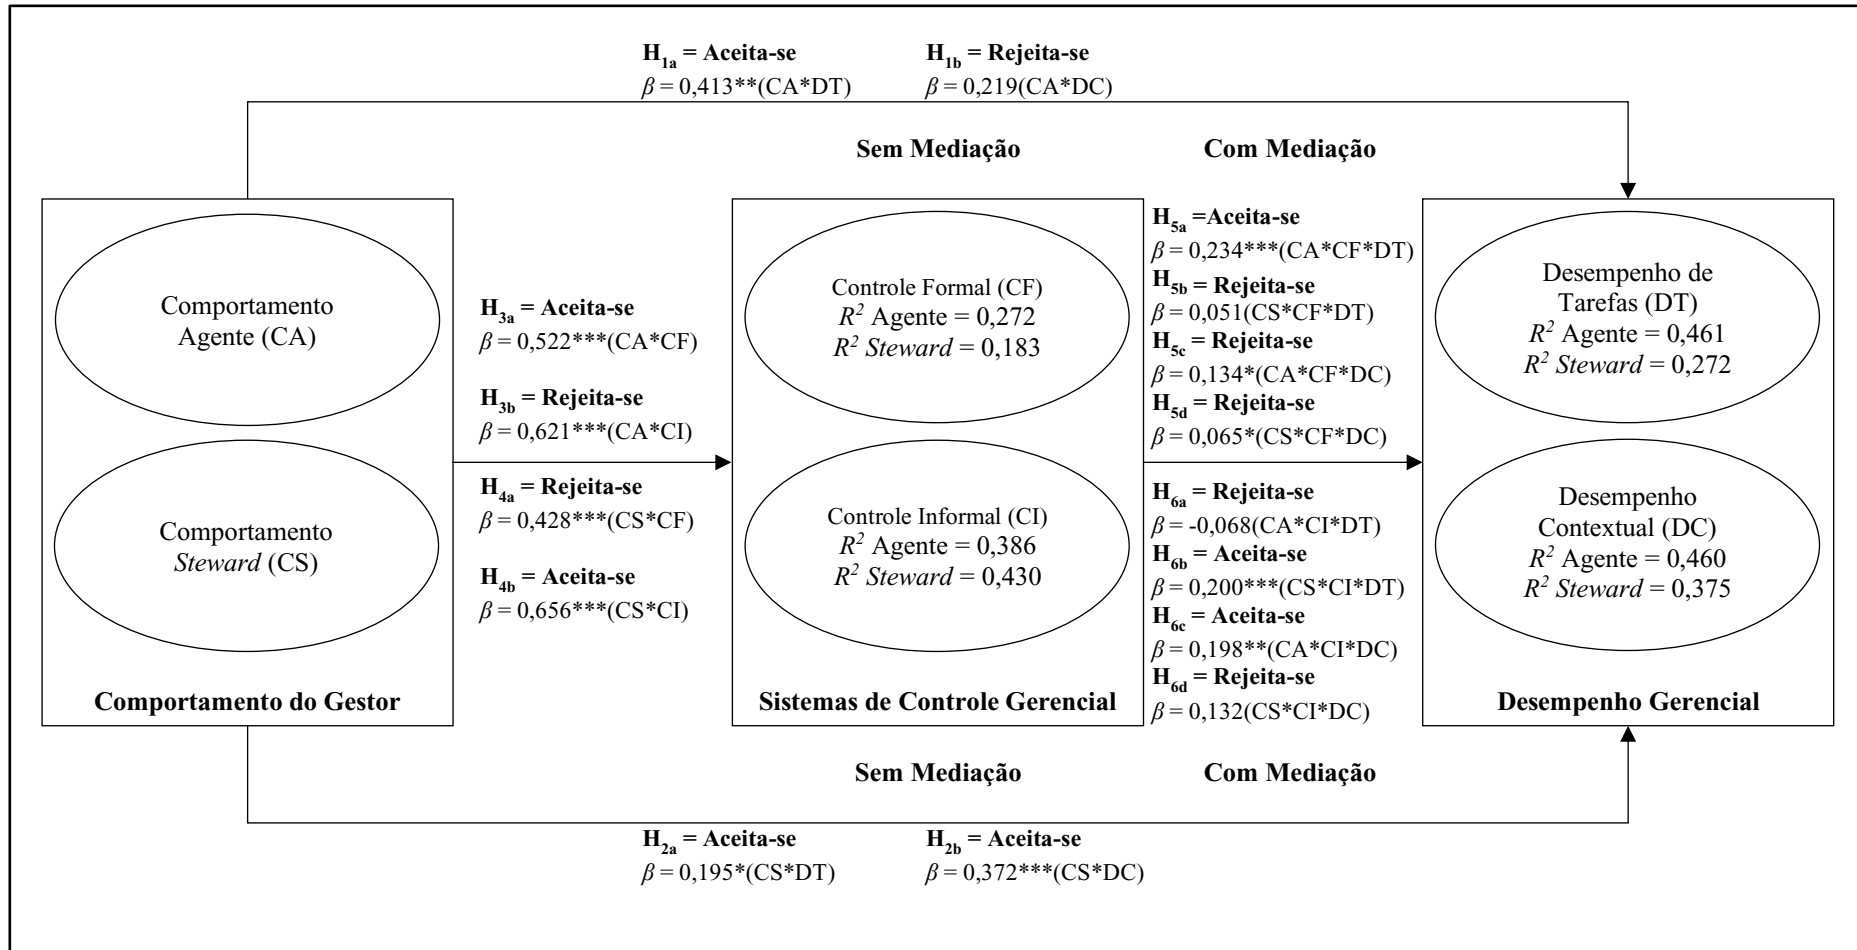 H1a = Aceita-se
β = 0,413**(CA*DT)
H1b = Rejeita-se
β = 0,219(CA*DC)
Sem Mediação
Com Mediação
Comportamento
Agente (CA)
Comportamento
Steward (CS)
Comportamento do Gestor
H3a = Aceita-se
β = 0,522***(CA*CF)
H3b = Rejeita-se
β = 0,621***(CA*CI)
H4a = Rejeita-se
β = 0,428***(CS*CF)
H4b = Aceita-se
β = 0,656***(CS*CI)
Controle Formal (CF)
R² Agente = 0,272
R² Steward = 0,183
Controle Informal (CI)
R² Agente = 0,386
R² Steward = 0,430
Sistemas de Controle Gerencial
H5a =Aceita-se
β = 0,234***(CA*CF*DT)
H5b = Rejeita-se
β = 0,051(CS*CF*DT)
H5c = Rejeita-se
β = 0,134*(CA*CF*DC)
H5d = Rejeita-se
β = 0,065*(CS*CF*DC)
H6a = Rejeita-se
β = -0,068(CA*CI*DT)
H6b = Aceita-se
β = 0,200***(CS*CI*DT)
H6c = Aceita-se
β = 0,198**(CA*CI*DC)
H6d = Rejeita-se
β = 0,132(CS*CI*DC)
Desempenho de
Tarefas (DT)
R² Agente = 0,461
R² Steward = 0,272
Desempenho
Contextual (DC)
R² Agente = 0,460
R² Steward = 0,375
Desempenho Gerencial
Sem Mediação
Com Mediação
H2a = Aceita-se
β = 0,195*(CS*DT)
H2b = Aceita-se
β = 0,372***(CS*DC)